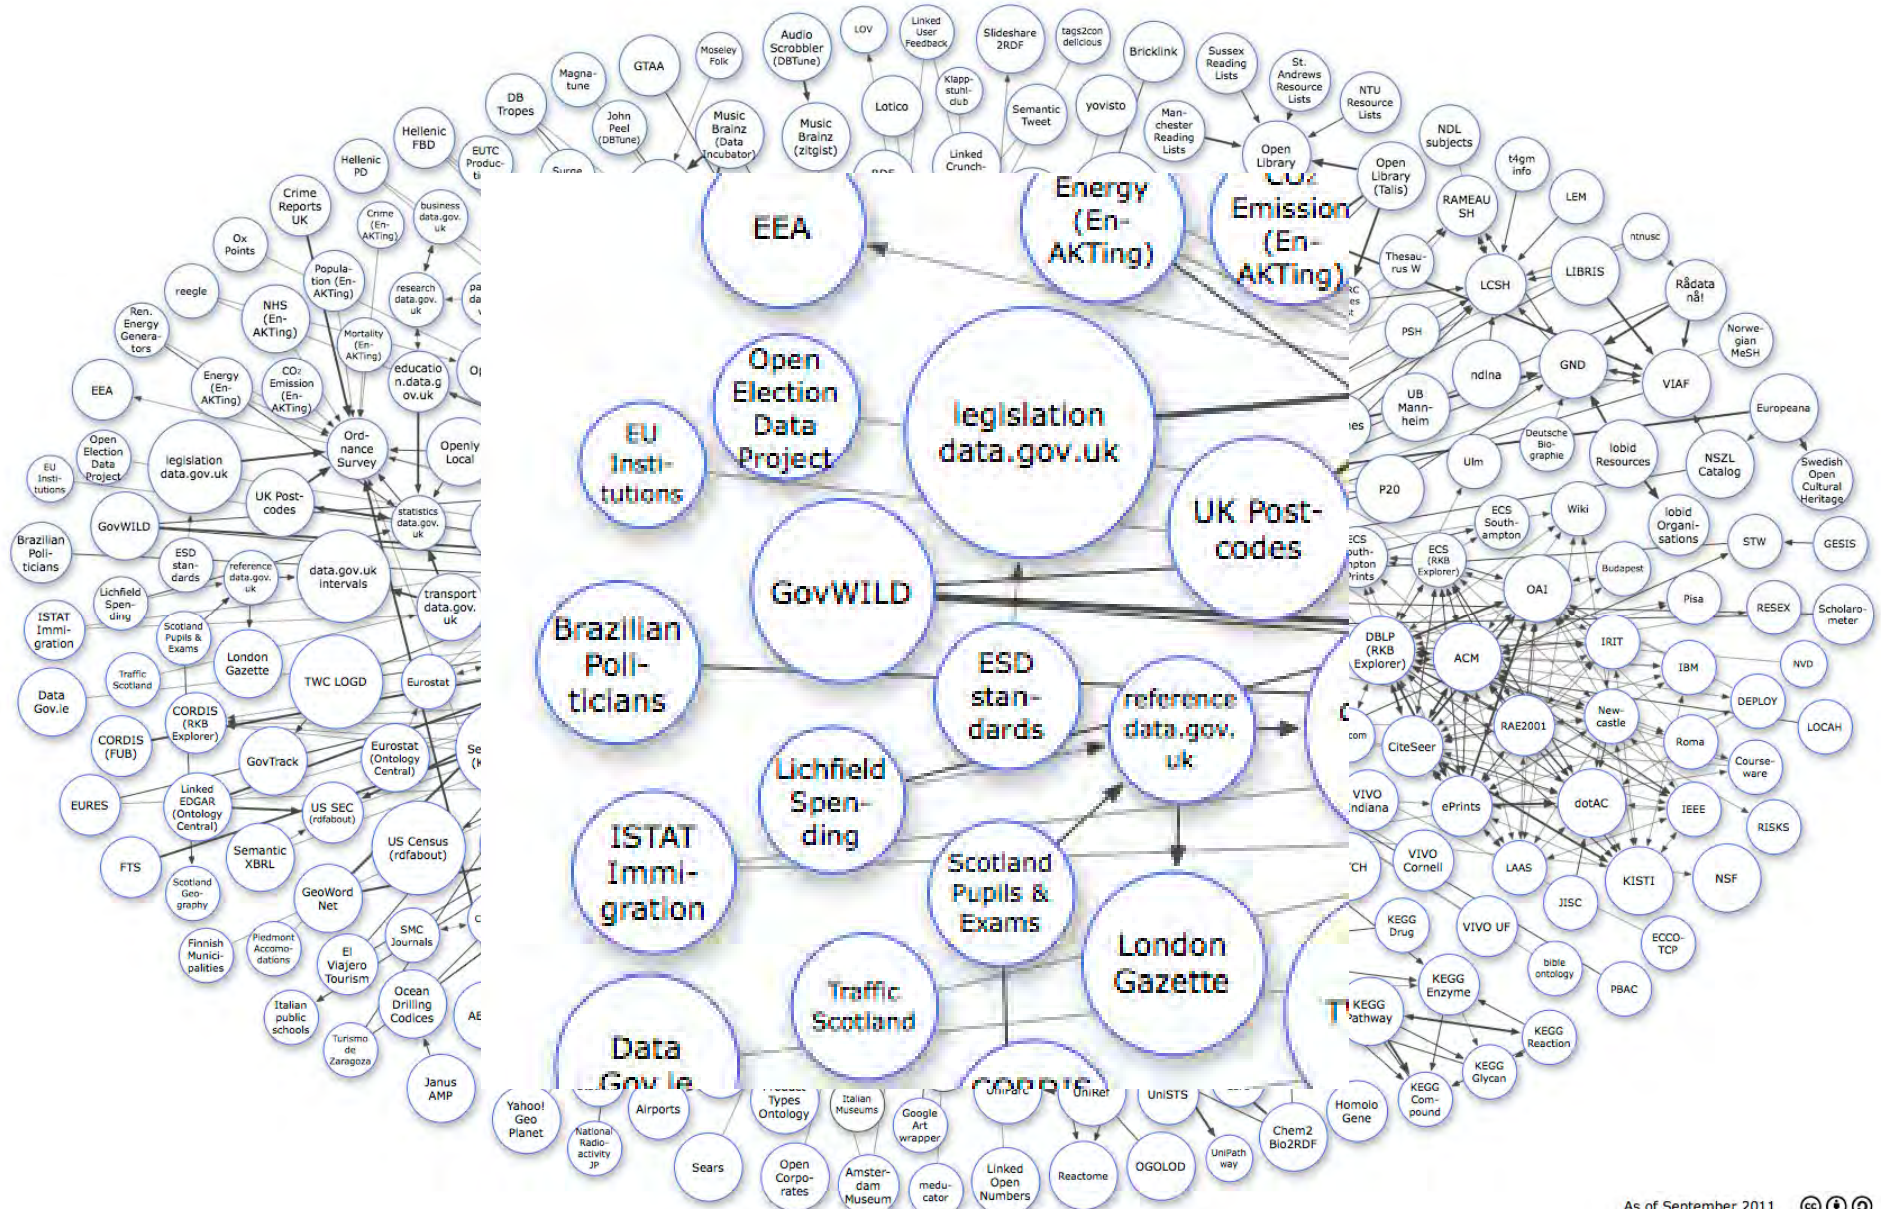 Audio
Scrobbler
(DBTune)
LOV
Linked
User
Feedback
Slideshare
2RDF
tags2con
delicious
Bricklink
Sussex
Reading
Lists
St.
Andrews
Resource
Lists
NTU
Resource
Lists
Moseley
Folk
GTAA
Magna-
tune
DB
Tropes
John
Peel
(DBTune)
Music
Brainz
(Data
Incubator)
Music
Brainz
(zitgist)
Lotico
Klapp-
stuhl-
club
Semantic
Tweet
yovisto
Man-
chester
Reading
Lists
Open
Library
Open
Library
(Talis)
NDL
subjects
t4gm
info
LEM
RAMEAU
SH
Hellenic
FBD
Hellenic
PD
EUTC
Produc-
Linked
Crunch-
Crime
Reports
UK
Crime
(En-
AKTing)
business
data.gov.
uk
Ox
Points
Popula-
tion (En-
AKTing)
research
data.gov.
uk
reegle
NHS
(En-
AKTing)
Mortality
(En-
AKTing)
Ren.
Energy
Genera-
tors
EEA
Energy
(En-
AKTing)
CO2
Emission
(En-
AKTing)
educatio
n.data.g
ov.uk
Ord-
nance
Survey
Openly
Local
Open
Election
Data
Project
EU
Insti-
tutions
legislation
data.gov.uk
UK Post-
codes
statistics
data.gov.
uk
GovWILD
Brazilian
Poli-
ticians
ESD
stan-
dards
reference
data.gov.
uk
data.gov.uk
intervals
transport
data.gov.
uk
Lichfield
Spen-
ding
ISTAT
Immi-
gration
Scotland
Pupils &
Exams
London
Gazette
Traffic
Scotland
TWC LOGD
Eurostat
Data
Gov.ie
CORDIS
(RKB
Explorer)
CORDIS
(FUB)
GovTrack
Eurostat
(Ontology
Central)
EURES
Linked
EDGAR
(Ontology
Central)
US SEC
(rdfabout)
FTS
Semantic
XBRL
US Census
(rdfabout)
Scotland
Geo-
graphy
GeoWord
Net
Finnish
Munici-
palities
Piedmont
Accomo-
dations
SMC
Journals
El
Viajero
Tourism
Italian
public
schools
Ocean
Drilling
Codices
Turismo
de
Zaragoza
Janus
AMP
EEA
Energy
(En-
AKTing)
CO2
Emission
(En-
AKTing)
Open
Election
Data
Project
EU
Insti-
tutions
legislation
data.gov.uk
UK Post-
codes
GovWILD
Brazilian
Poli-
ticians
ESD
stan-
dards
reference
data.gov.
uk
Lichfield
Spen-
ding
ISTAT
Immi-
gration
Scotland
Pupils &
Exams
London
Gazette
Traffic
Scotland
Data
Gov.ie
CORDIS
Thesau-
rus W
LCSH
LIBRIS
ntnusc
Rådata
nå!
PSH
Norwe-
gian
MeSH
GND
ndlna
VIAF
UB
Mann-
heim
Europeana
Deutsche
Bio-
graphie
lobid
Resources
NSZL
Catalog
Swedish
Open
Cultural
Heritage
P20
Ulm
Wiki
ECS
South-
ampton
lobid
Organi-
sations
STW
GESIS
ECS
(RKB
Explorer)
OAI
Budapest
Pisa
RESEX
Scholaro-
meter
DBLP
(RKB
Explorer)
ACM
IRIT
IBM
NVD
DEPLOY
LOCAH
RAE2001
New-
castle
CiteSeer
Roma
Course-
ware
VIVO
Indiana
ePrints
dotAC
IEEE
RISKS
VIVO
Cornell
LAAS
KISTI
NSF
JISC
KEGG
Drug
VIVO UF
ECCO-
TCP
bible
ontology
PBAC
KEGG
Enzyme
KEGG
Pathway
KEGG
Reaction
KEGG
Glycan
KEGG
Com-
pound
Homolo
Gene
Yahoo!
Geo
Planet
National
Radio-
activity
JP
Airports
Sears
Product
Types
Ontology
Open
Corpo-
rates
Italian
Museums
Amster-
dam
Museum
Google
Art
wrapper
medu-
cator
UniParc
Linked
Open
Numbers
UniRef
Reactome
UniSTS
OGOLOD
UniPath
way
Chem2
Bio2RDF
As of September 2011